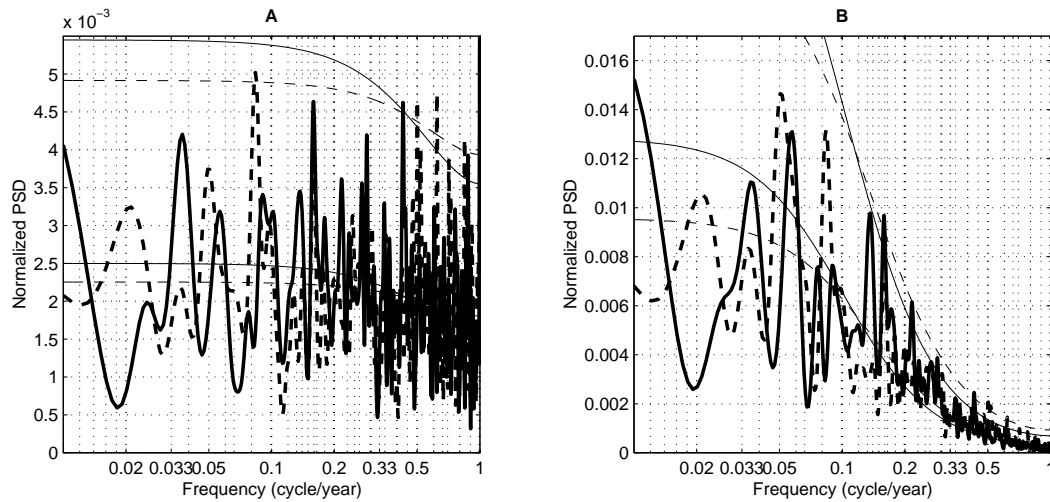 A
x 10⁻³
5
4.5
4
3.5
3
2.5
2
1.5
1
0.5
0
Normalized PSD
0.02 0.033 0.05 0.1 0.2 0.33 0.5 1
Frequency (cycle/year)
B
0.016
0.014
0.012
0.01
0.008
0.006
0.004
0.002
0
Normalized PSD
0.02 0.033 0.05 0.1 0.2 0.33 0.5 1
Frequency (cycle/year)